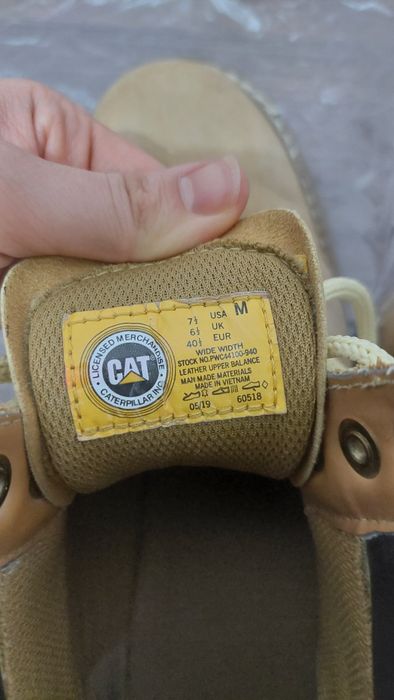 LICENSED MERCHANDISE
CAT
CATERPILLAR INC.
7½ USA M
6½ UK
40½ EUR
WIDE WIDTH
STOCK NO.PWC44100-940
LEATHER UPPER BALANCE
MAN MADE MATERIALS
MADE IN VIETNAM
05/19 60518